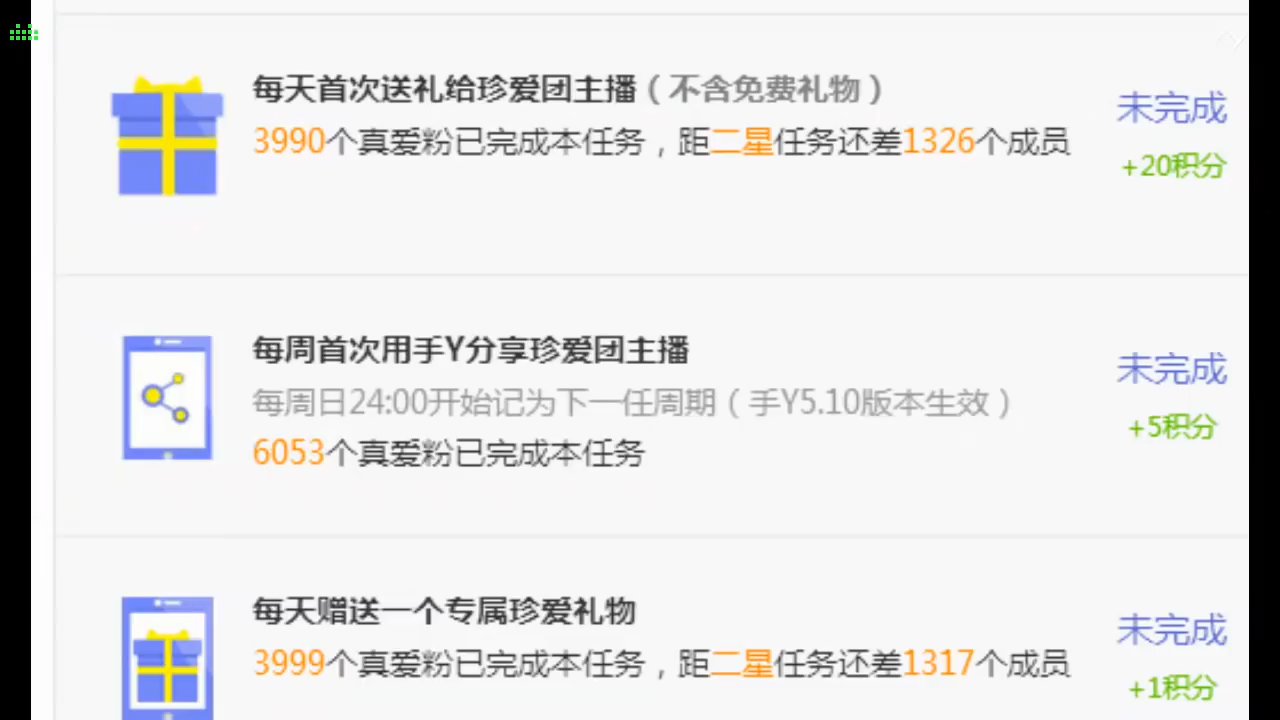 每天首次送礼给珍爱团主播（不含免费礼物）
3990个真爱粉已完成本任务，距二星任务还差1326个成员
未完成
+20积分
每周首次用手Y分享珍爱团主播
每周日24:00开始记为下一任周期（手Y5.10版本生效）
6053个真爱粉已完成本任务
未完成
+5积分
每天赠送一个专属珍爱礼物
3999个真爱粉已完成本任务，距二星任务还差1317个成员
未完成
+1积分